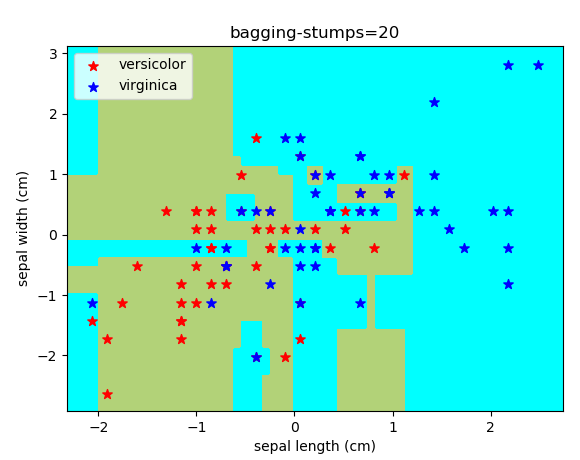 bagging-stumps=20
versicolor
virginica
3
2
1
0
−1
−2
sepal width (cm)
−2
−1
0
1
2
sepal length (cm)